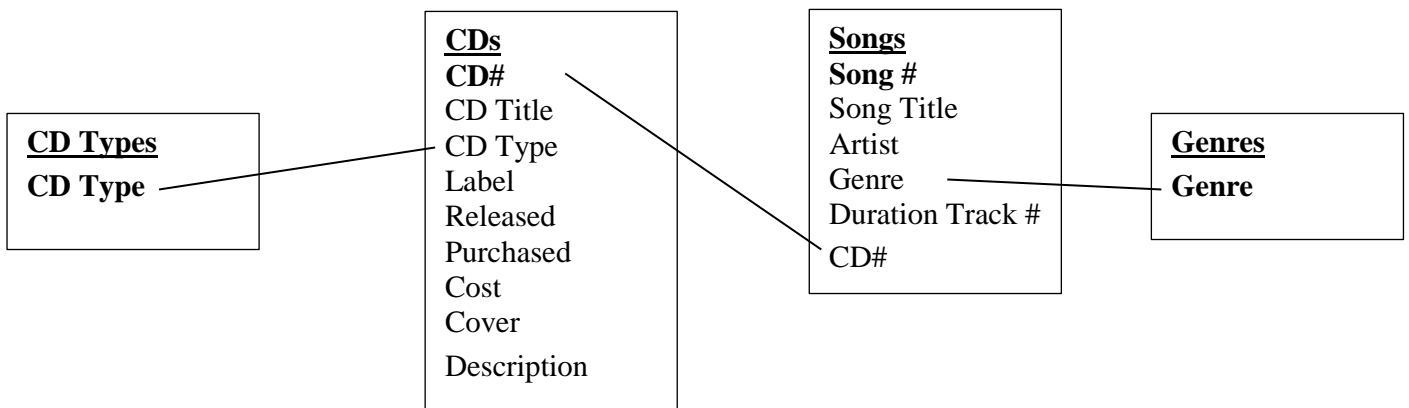 CD Types
CD Type
CDs
CD#
CD Title
CD Type
Label
Released
Purchased
Cost
Cover
Description
Songs
Song #
Song Title
Artist
Genre
Duration Track #
CD#
Genres
Genre